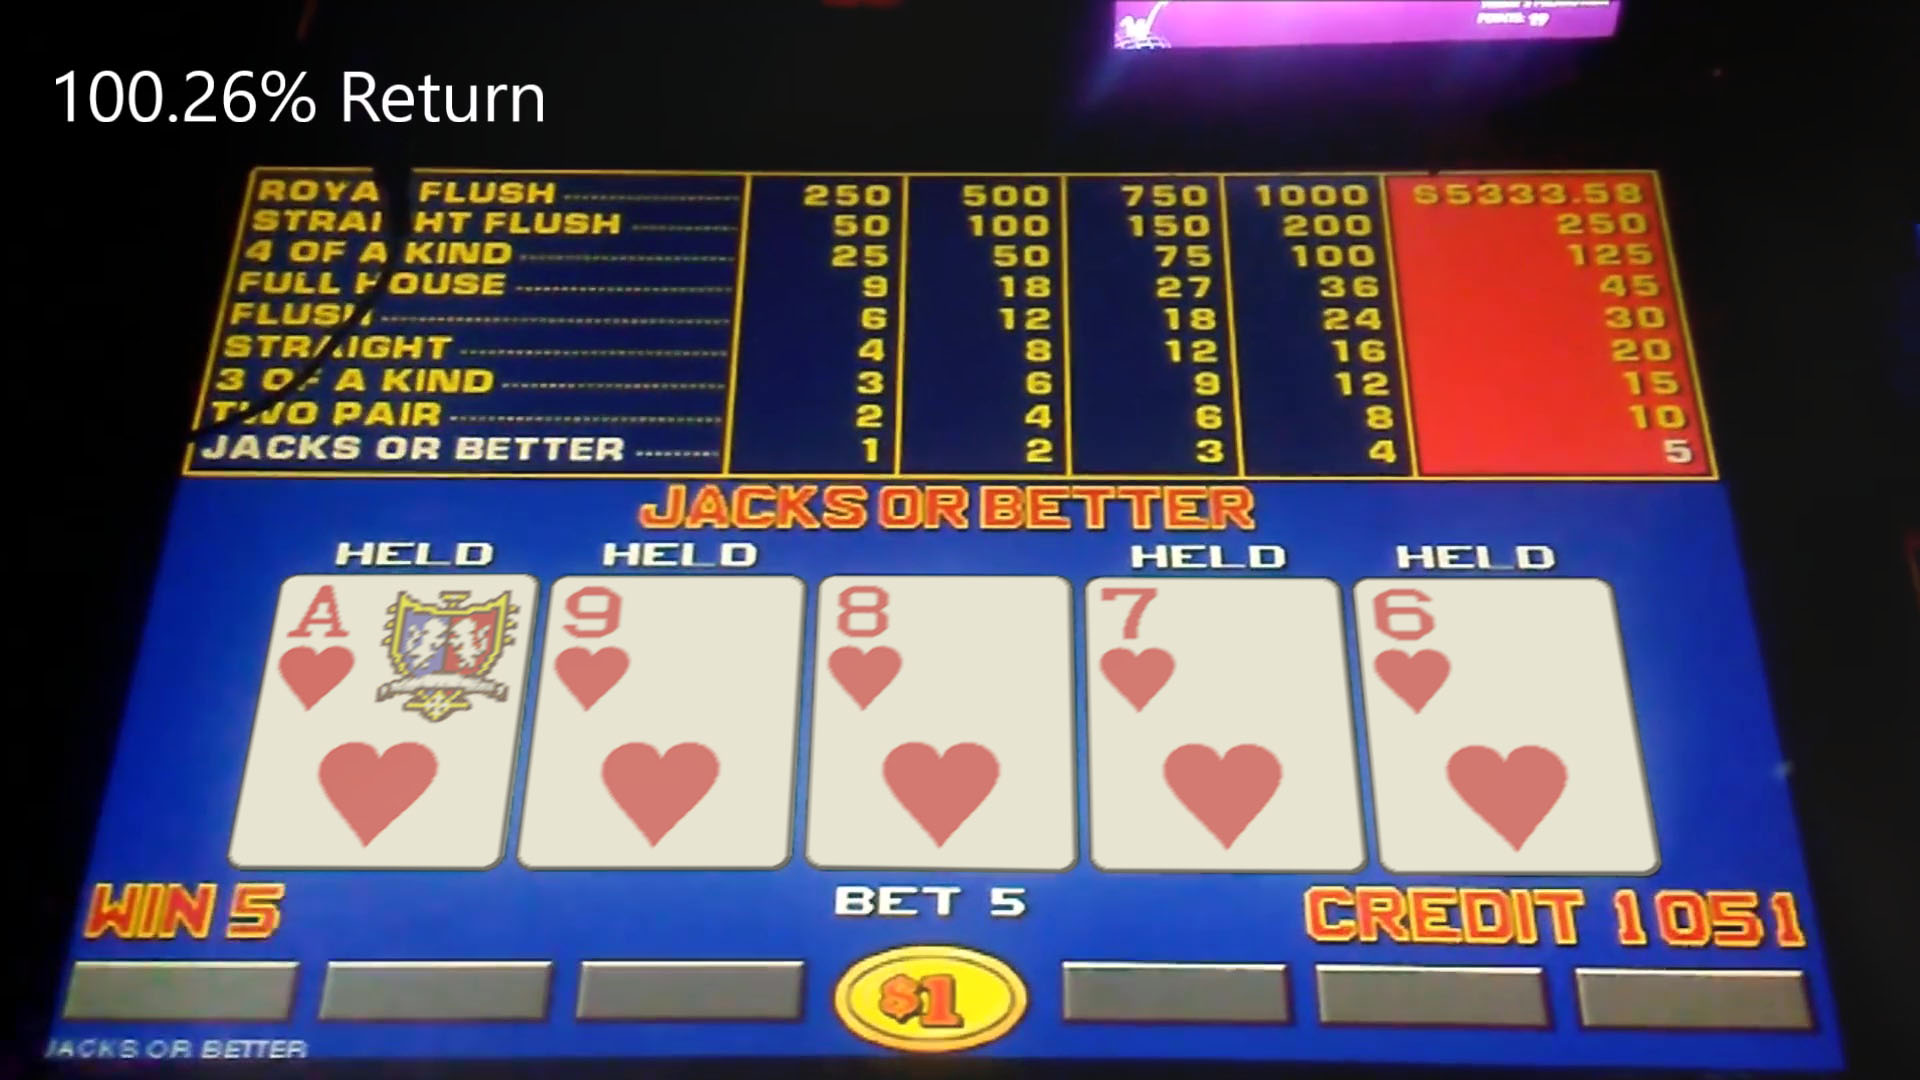 100.26% Return
POINTS: 99
ROYA FLUSH 250 500 750 1000 $5333.58
STRAIGHT FLUSH 50 100 150 200 250
4 OF A KIND 25 50 75 100 125
FULL HOUSE 9 18 27 36 45
FLUSH 6 12 18 24 30
STRAIGHT 4 8 12 16 20
3 OF A KIND 3 6 9 12 15
TWO PAIR 2 4 6 8 10
JACKS OR BETTER 1 2 3 4 5
JACKS OR BETTER
HELD HELD HELD HELD
A 9 8 7 6
WIN 5 BET 5 CREDIT 1051
$1
JACKS OR BETTER